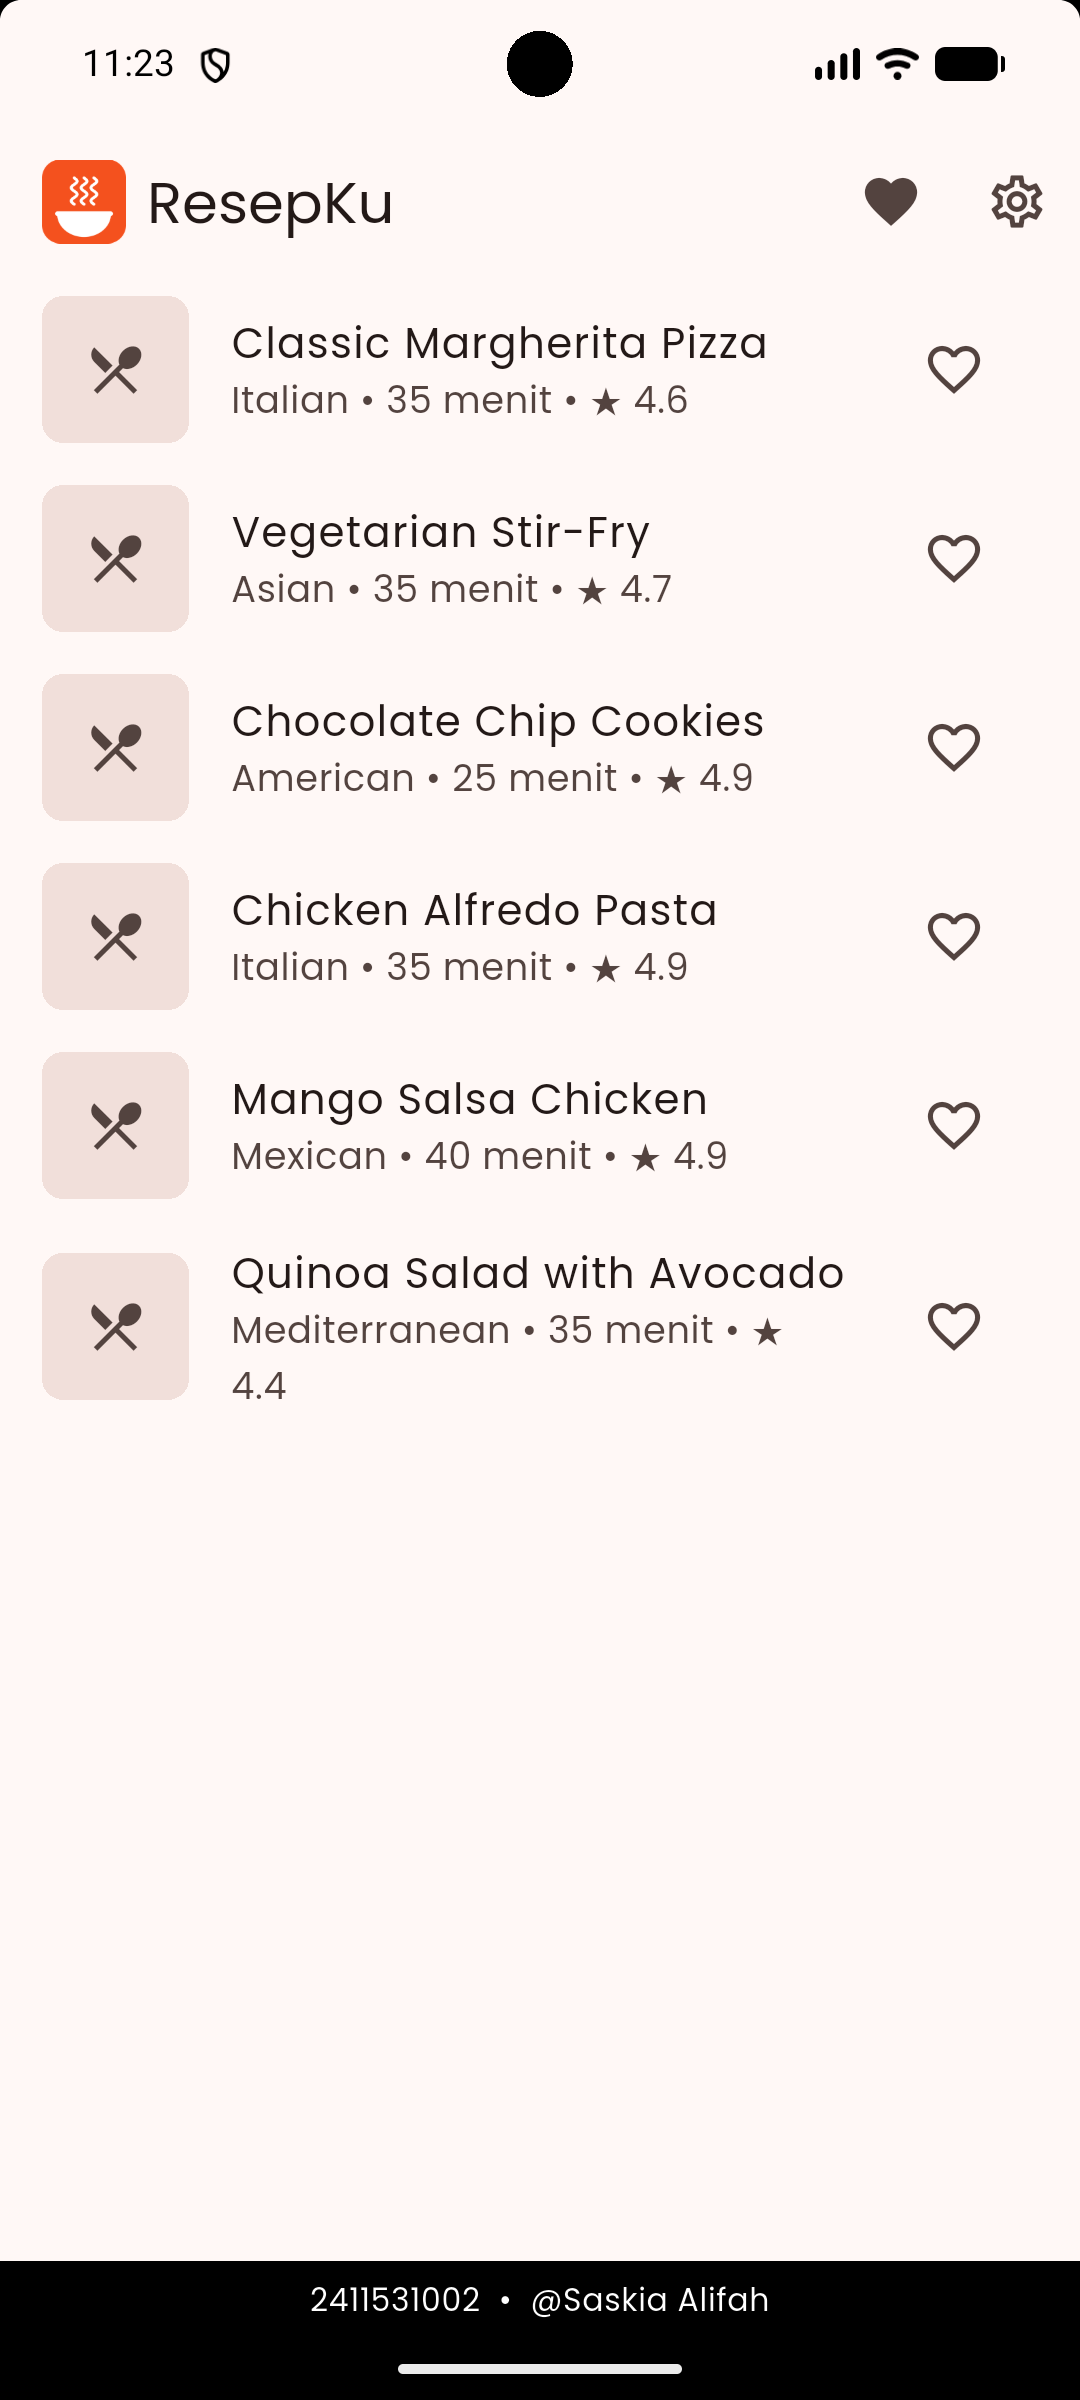 11:23
ResepKu
Classic Margherita Pizza
Italian • 35 menit • ★ 4.6
Vegetarian Stir-Fry
Asian • 35 menit • ★ 4.7
Chocolate Chip Cookies
American • 25 menit • ★ 4.9
Chicken Alfredo Pasta
Italian • 35 menit • ★ 4.9
Mango Salsa Chicken
Mexican • 40 menit • ★ 4.9
Quinoa Salad with Avocado
Mediterranean • 35 menit • ★
4.4
2411531002 • @Saskia Alifah